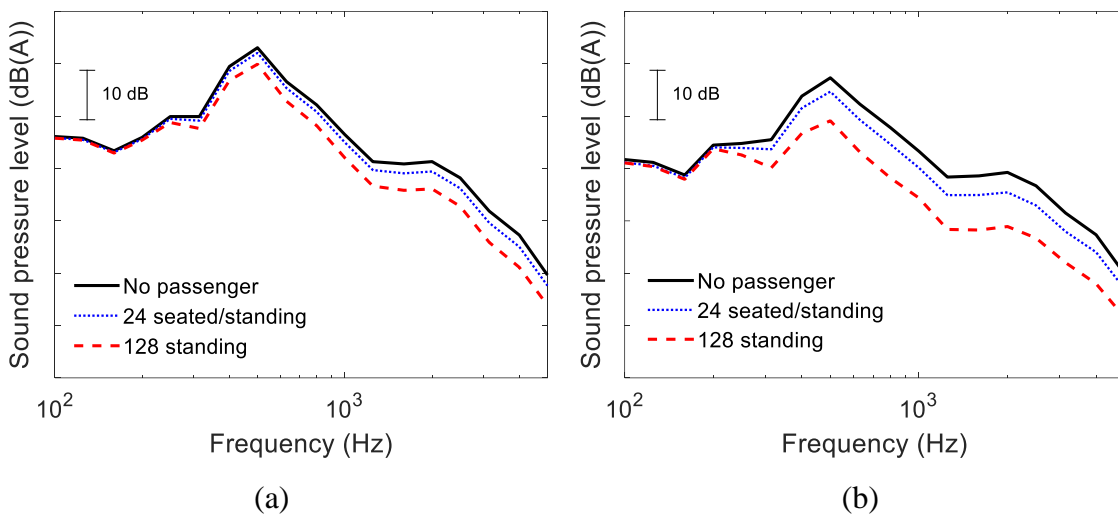 Sound pressure level (dB(A))
10 dB
No passenger
24 seated/standing
128 standing
10²
10³
Frequency (Hz)
(a)
Sound pressure level (dB(A))
10 dB
No passenger
24 seated/standing
128 standing
10²
10³
Frequency (Hz)
(b)